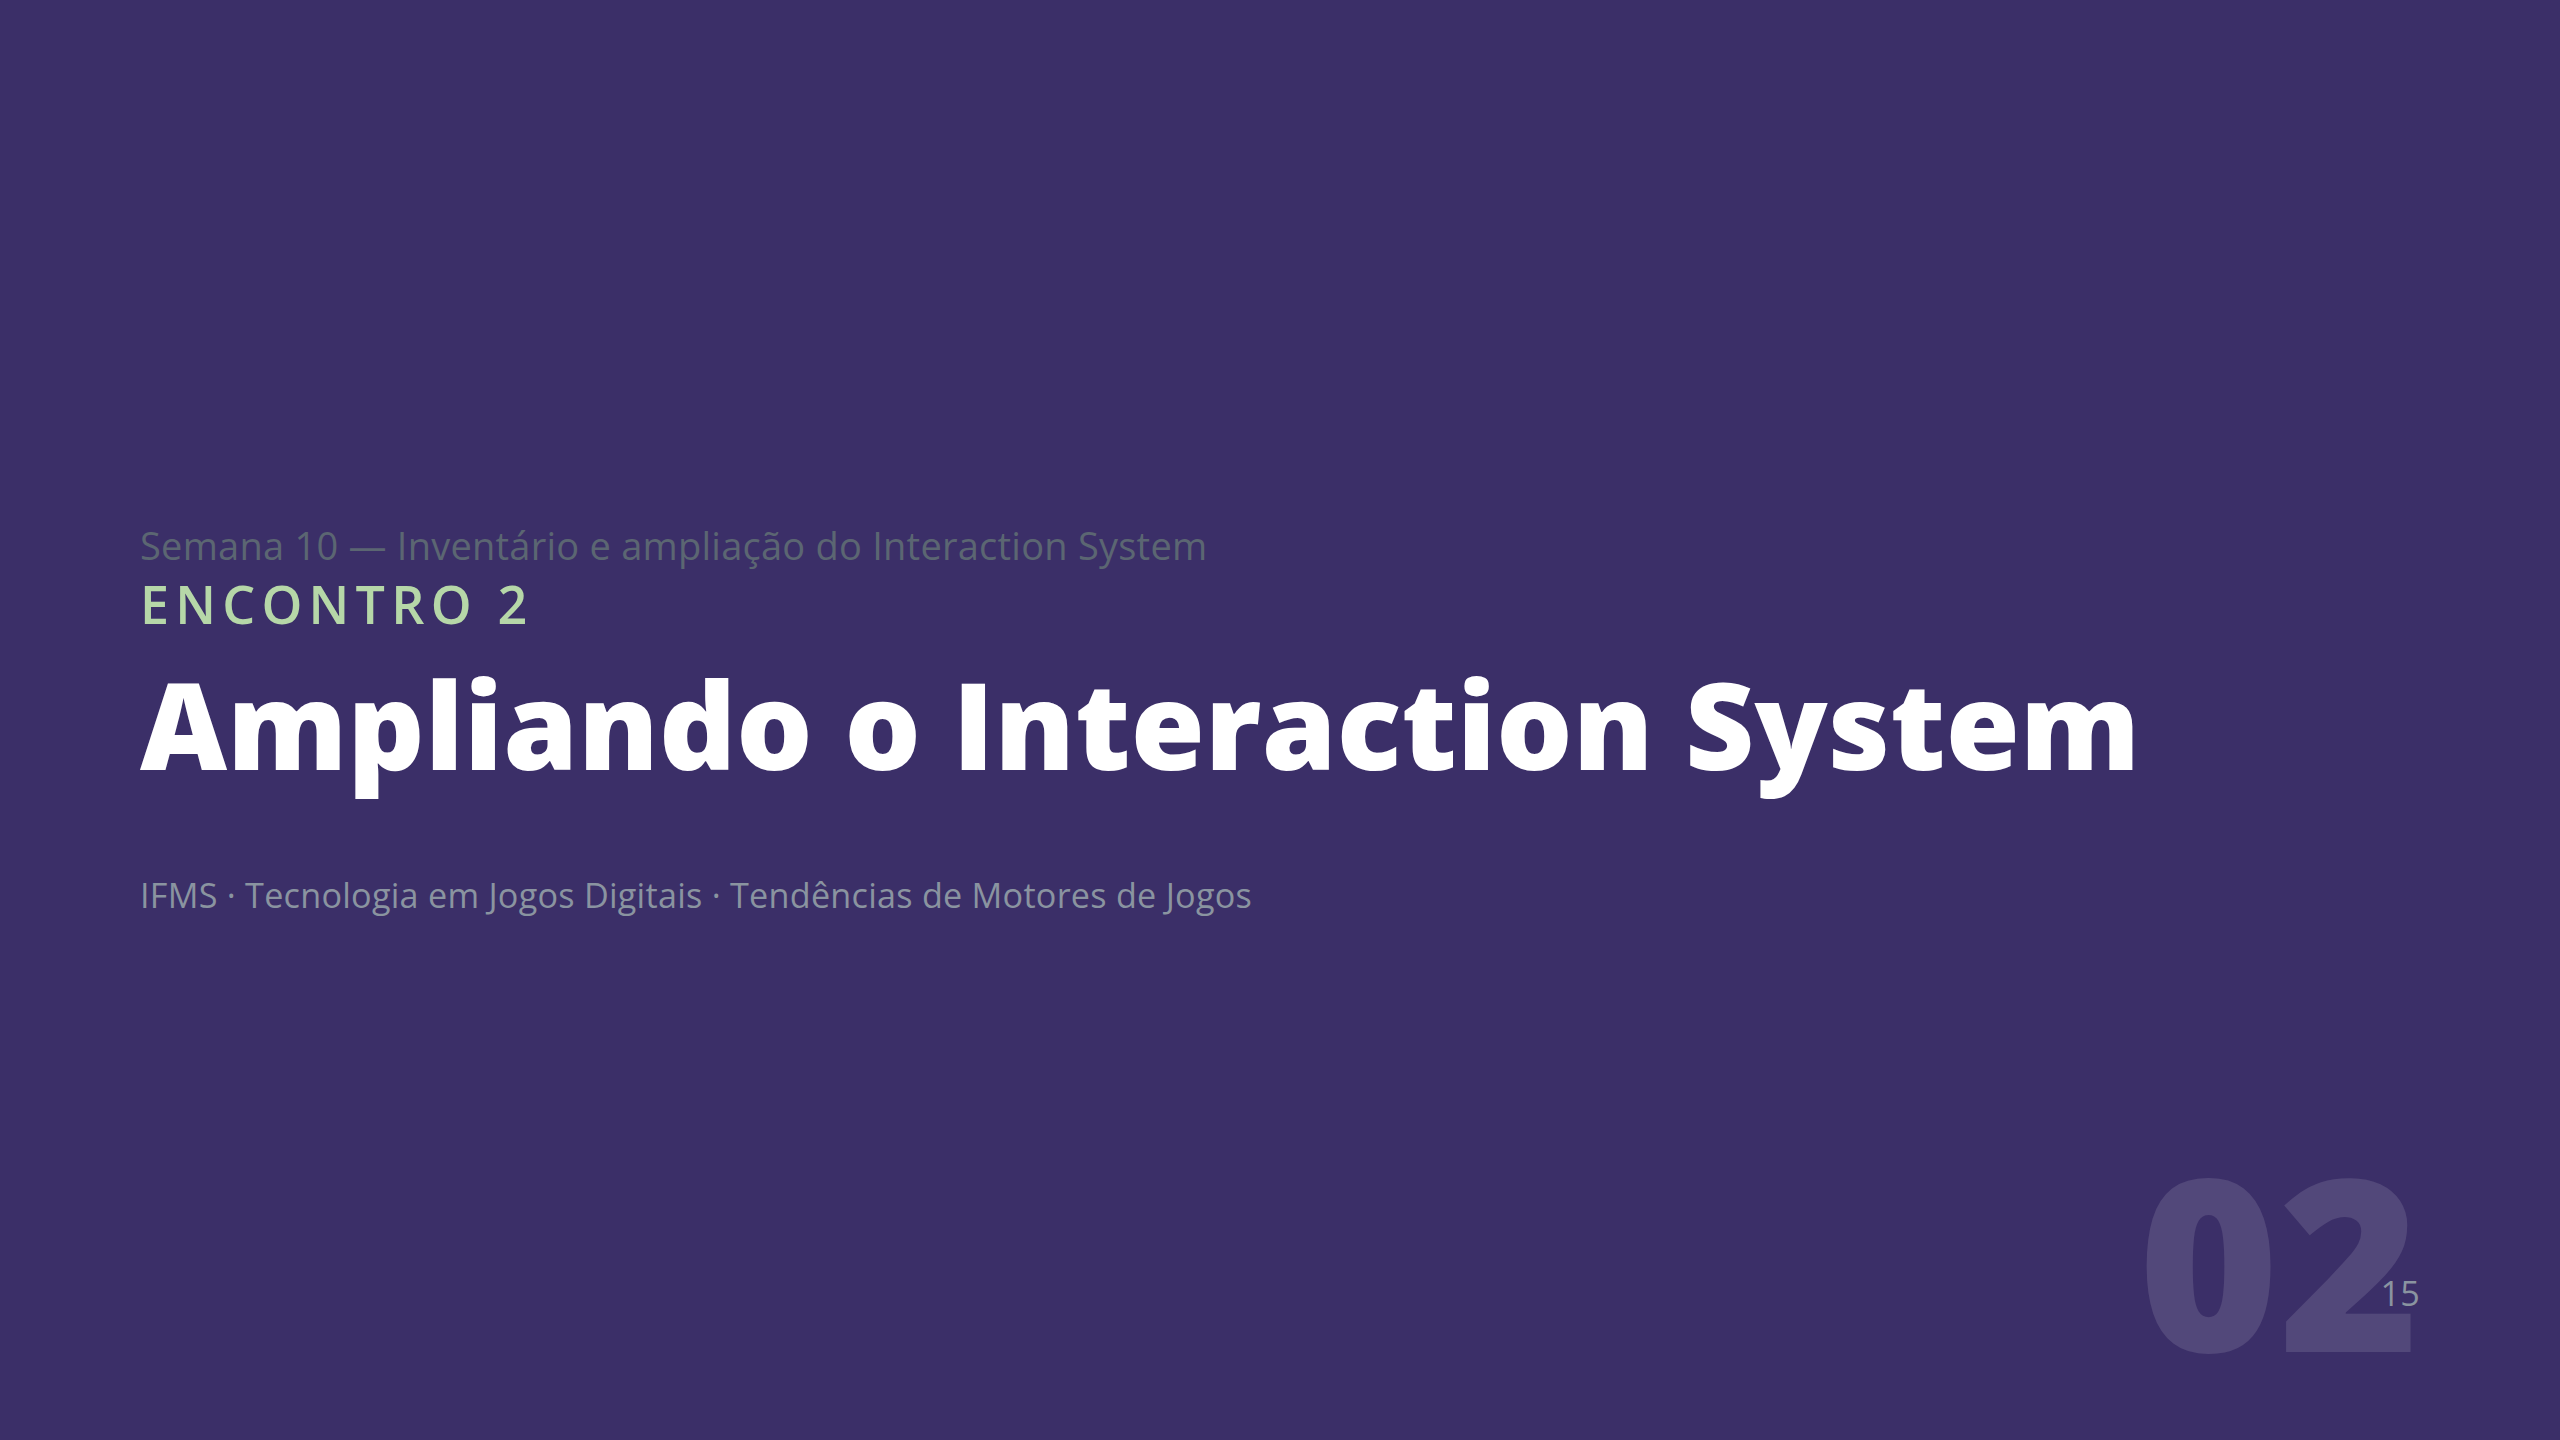 Semana 10 — Inventário e ampliação do Interaction System
ENCONTRO 2
Ampliando o Interaction System
IFMS · Tecnologia em Jogos Digitais · Tendências de Motores de Jogos
02
15